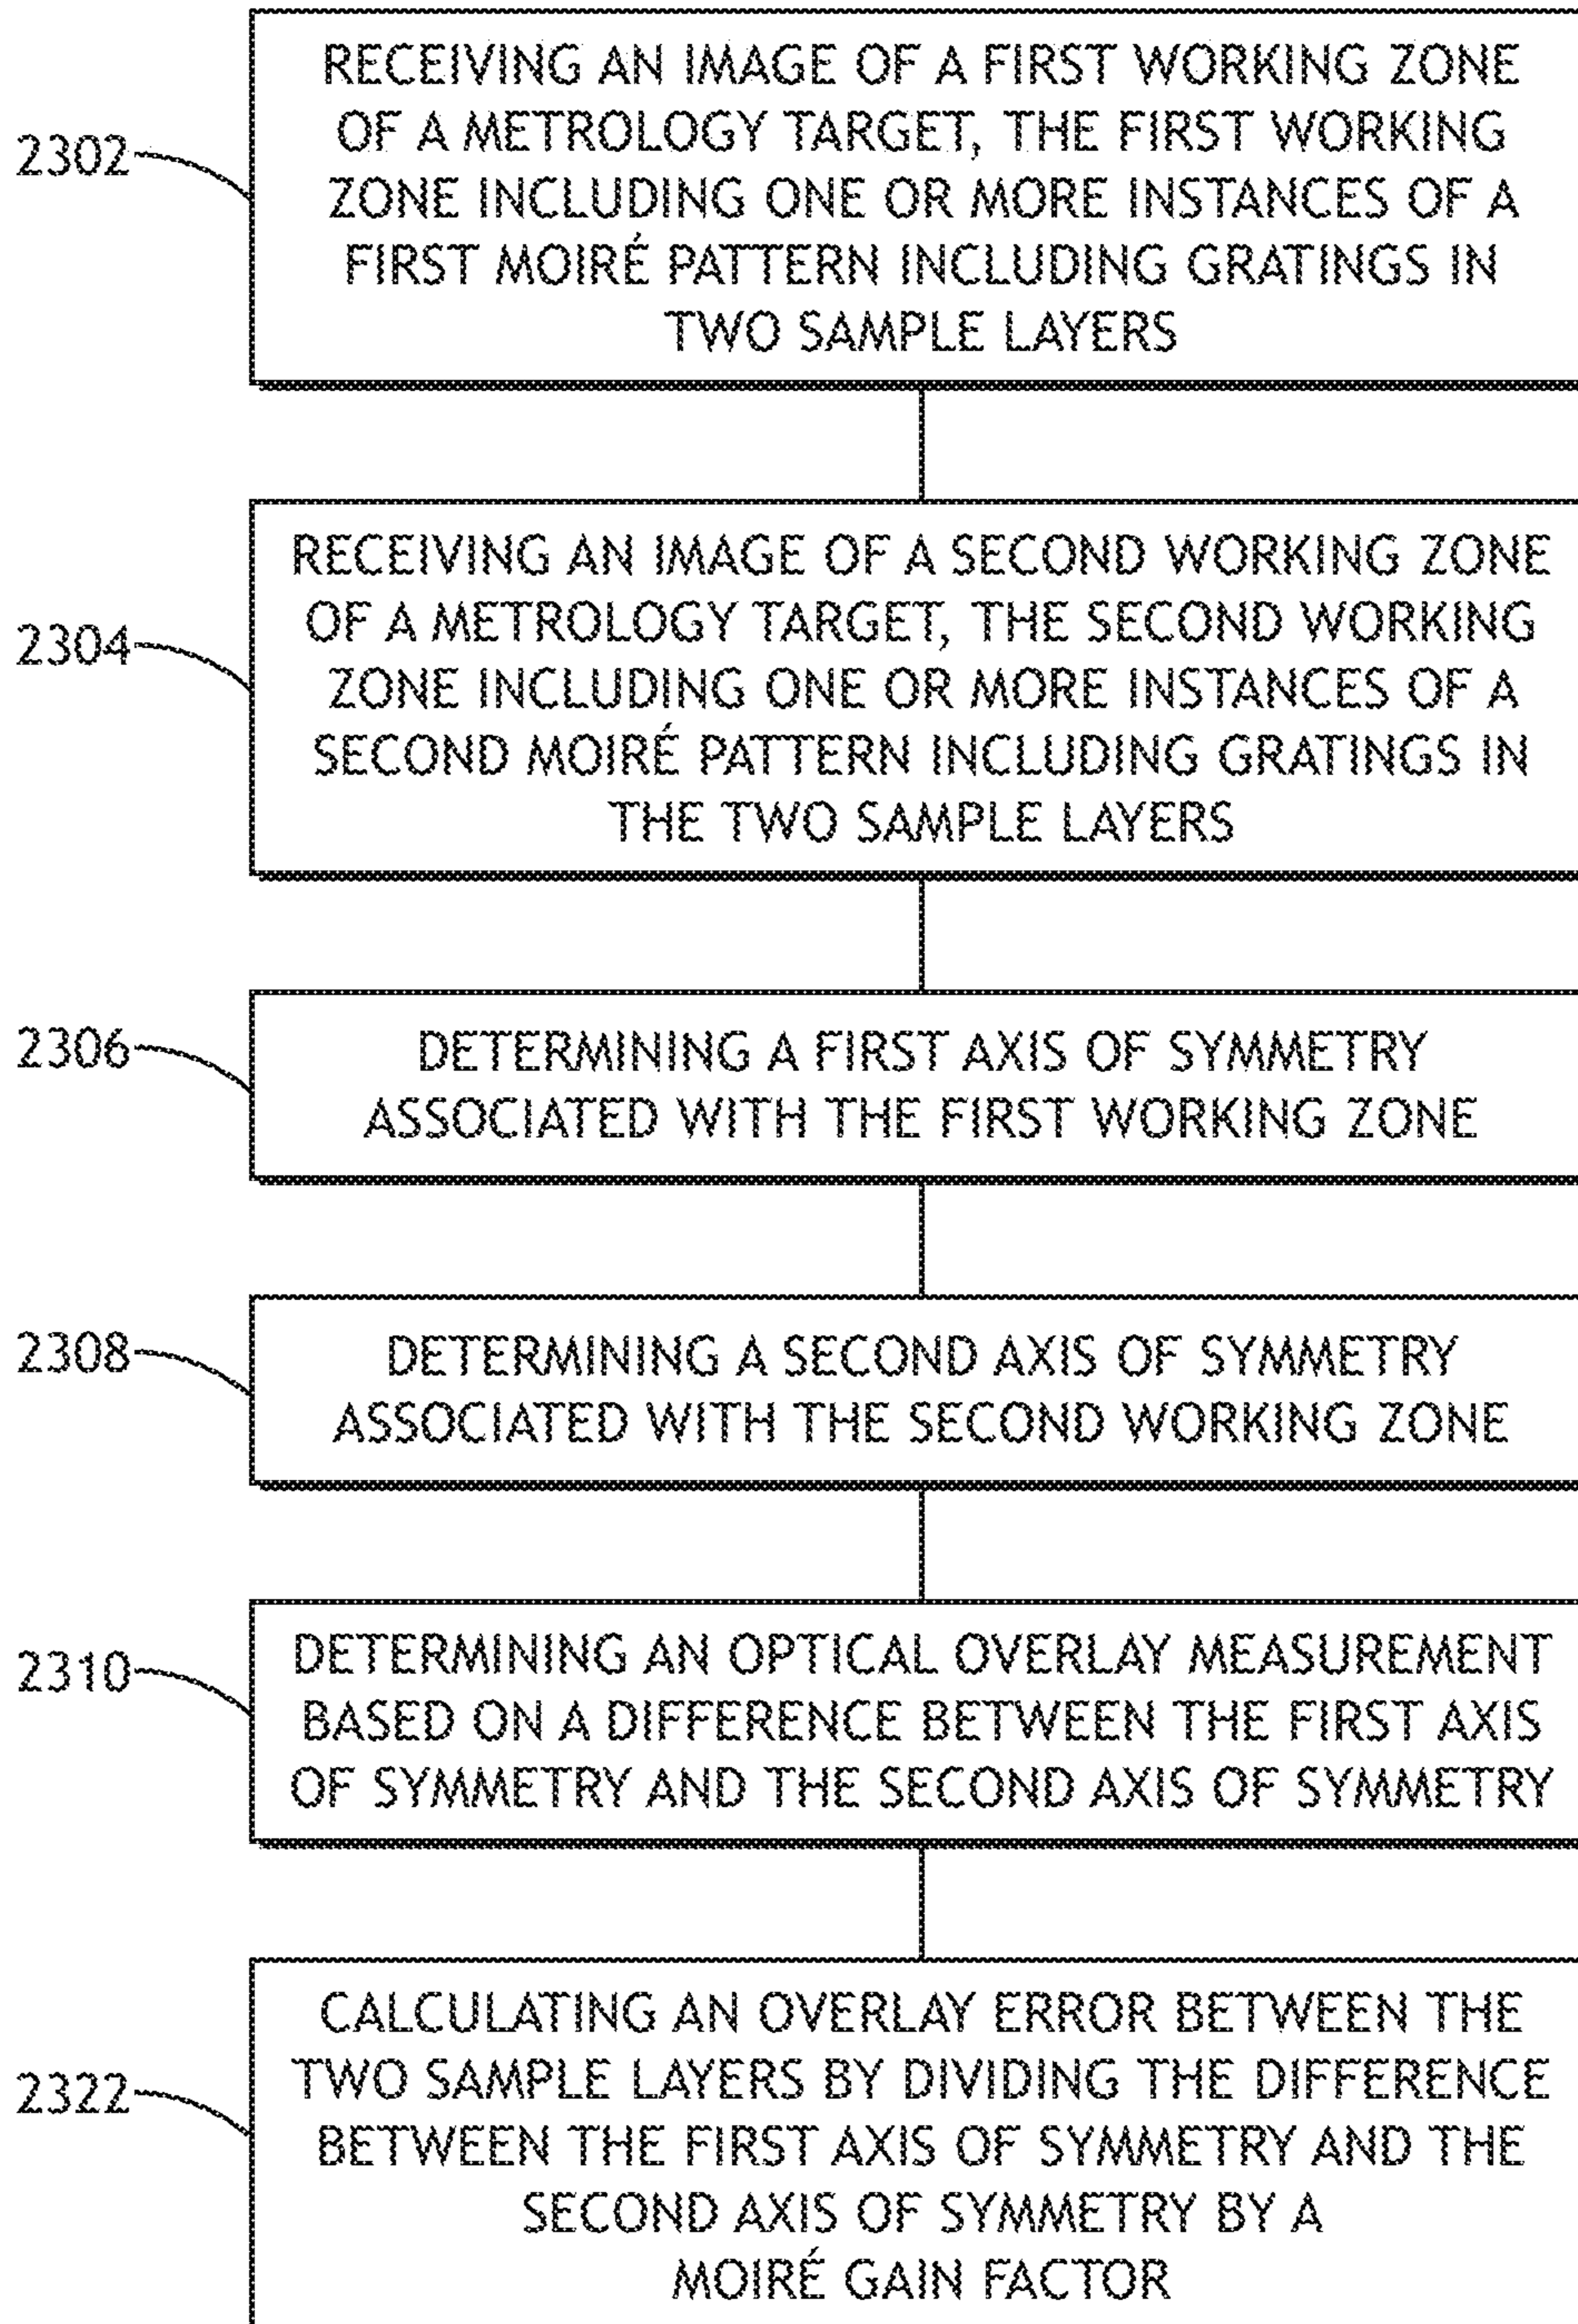 2302
RECEIVING AN IMAGE OF A FIRST WORKING ZONE
OF A METROLOGY TARGET, THE FIRST WORKING
ZONE INCLUDING ONE OR MORE INSTANCES OF A
FIRST MOIRÉ PATTERN INCLUDING GRATINGS IN
TWO SAMPLE LAYERS
2304
RECEIVING AN IMAGE OF A SECOND WORKING ZONE
OF A METROLOGY TARGET, THE SECOND WORKING
ZONE INCLUDING ONE OR MORE INSTANCES OF A
SECOND MOIRÉ PATTERN INCLUDING GRATINGS IN
THE TWO SAMPLE LAYERS
2306
DETERMINING A FIRST AXIS OF SYMMETRY
ASSOCIATED WITH THE FIRST WORKING ZONE
2308
DETERMINING A SECOND AXIS OF SYMMETRY
ASSOCIATED WITH THE SECOND WORKING ZONE
2310
DETERMINING AN OPTICAL OVERLAY MEASUREMENT
BASED ON A DIFFERENCE BETWEEN THE FIRST AXIS
OF SYMMETRY AND THE SECOND AXIS OF SYMMETRY
2322
CALCULATING AN OVERLAY ERROR BETWEEN THE
TWO SAMPLE LAYERS BY DIVIDING THE DIFFERENCE
BETWEEN THE FIRST AXIS OF SYMMETRY AND THE
SECOND AXIS OF SYMMETRY BY A
MOIRÉ GAIN FACTOR